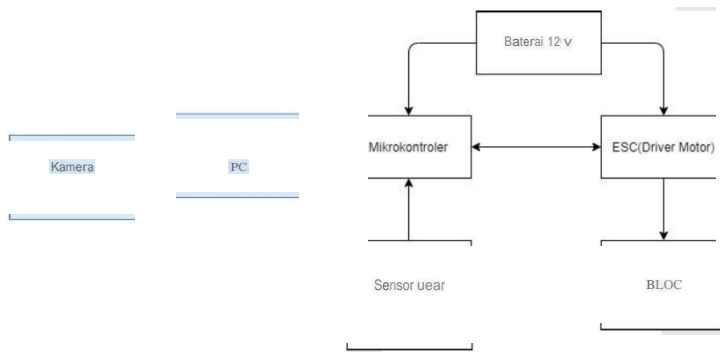 Baterai 12 v
Kamera
PC
Mikrokontroler
ESC(Driver Motor)
Sensor uear
BLOC